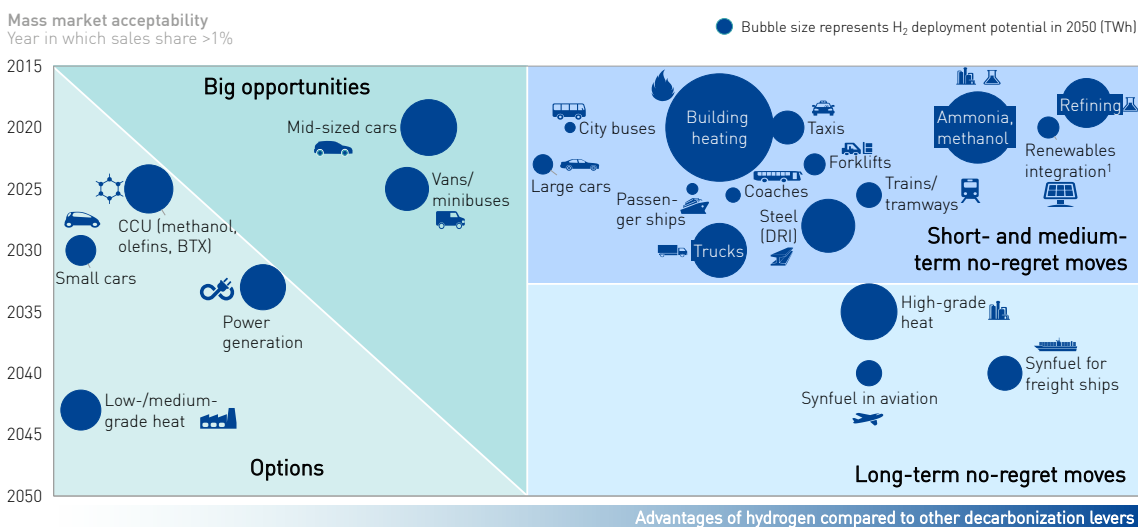 Mass market acceptability
Year in which sales share >1%
Bubble size represents H₂ deployment potential in 2050 (TWh)
2015
2020
2025
2030
2035
2040
2045
2050
Big opportunities
Mid-sized cars
Vans/
minibuses
CCU (methanol,
olefins, BTX)
Small cars
Power
generation
Low-/medium-
grade heat
Options
City buses
Building
heating
Taxis
Ammonia,
methanol
Refining
Renewables
integration¹
Large cars
Forklifts
Passen-
ger ships
Coaches
Trains/
tramways
Steel
(DRI)
Trucks
Short- and medium-
term no-regret moves
High-grade
heat
Synfuel for
freight ships
Synfuel in aviation
Long-term no-regret moves
Advantages of hydrogen compared to other decarbonization levers